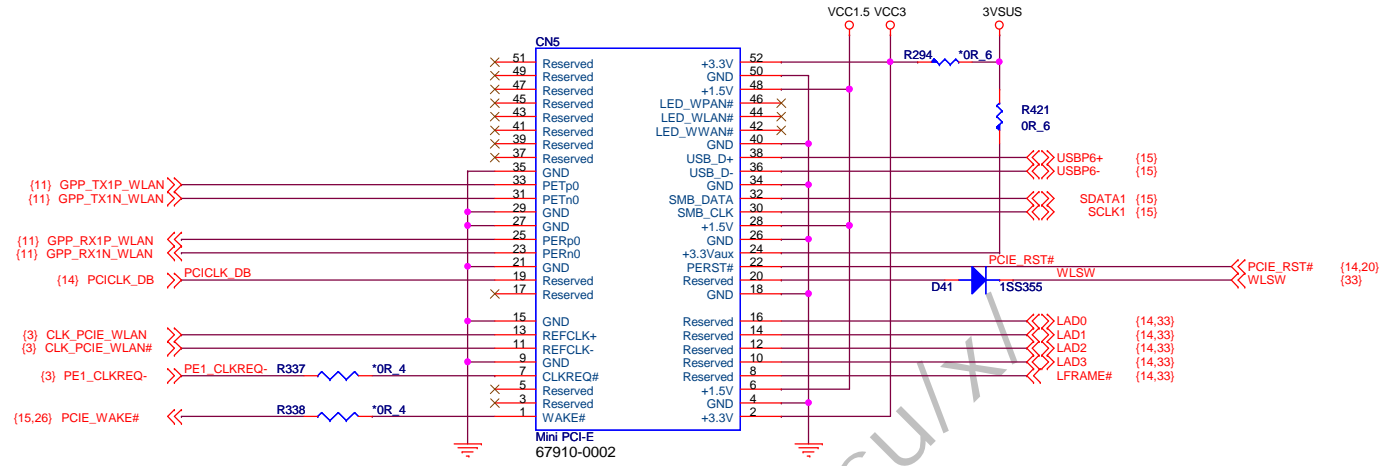 VCC1.5 VCC3 3VSUS
CN5
51 Reserved +3.3V 52 R294 *0R_6
49 Reserved GND 50
47 Reserved +1.5V 48
45 Reserved LED_WPAN# 46
43 Reserved LED_WLAN# 44 R421
41 Reserved LED_WWAN# 42 0R_6
39 Reserved GND 40
37 Reserved USB_D+ 38 USBP6+ {15}
35 GND USB_D- 36 USBP6- {15}
{11} GPP_TX1P_WLAN 33 PETp0 GND 34
{11} GPP_TX1N_WLAN 31 PETn0 SMB_DATA 32 SDATA1 {15}
29 GND SMB_CLK 30 SCLK1 {15}
27 GND +1.5V 28
{11} GPP_RX1P_WLAN 25 PERp0 GND 26
{11} GPP_RX1N_WLAN 23 PERn0 +3.3Vaux 24
21 GND PERST# 22 PCIE_RST# PCIE_RST# {14,20}
{14} PCICLK_DB PCICLK_DB 19 Reserved Reserved 20 D41 1SS355 WLSW WLSW {33}
17 Reserved GND 18
15 GND Reserved 16 LAD0 {14,33}
{3} CLK_PCIE_WLAN 13 REFCLK+ Reserved 14 LAD1 {14,33}
{3} CLK_PCIE_WLAN# 11 REFCLK- Reserved 12 LAD2 {14,33}
9 GND Reserved 10 LAD3 {14,33}
{3} PE1_CLKREQ- PE1_CLKREQ- R337 *0R_4 7 CLKREQ# Reserved 8 LFRAME# {14,33}
5 Reserved +1.5V 6
3 Reserved GND 4
{15,26} PCIE_WAKE# R338 *0R_4 1 WAKE# +3.3V 2
Mini PCI-E
67910-0002
su/x/